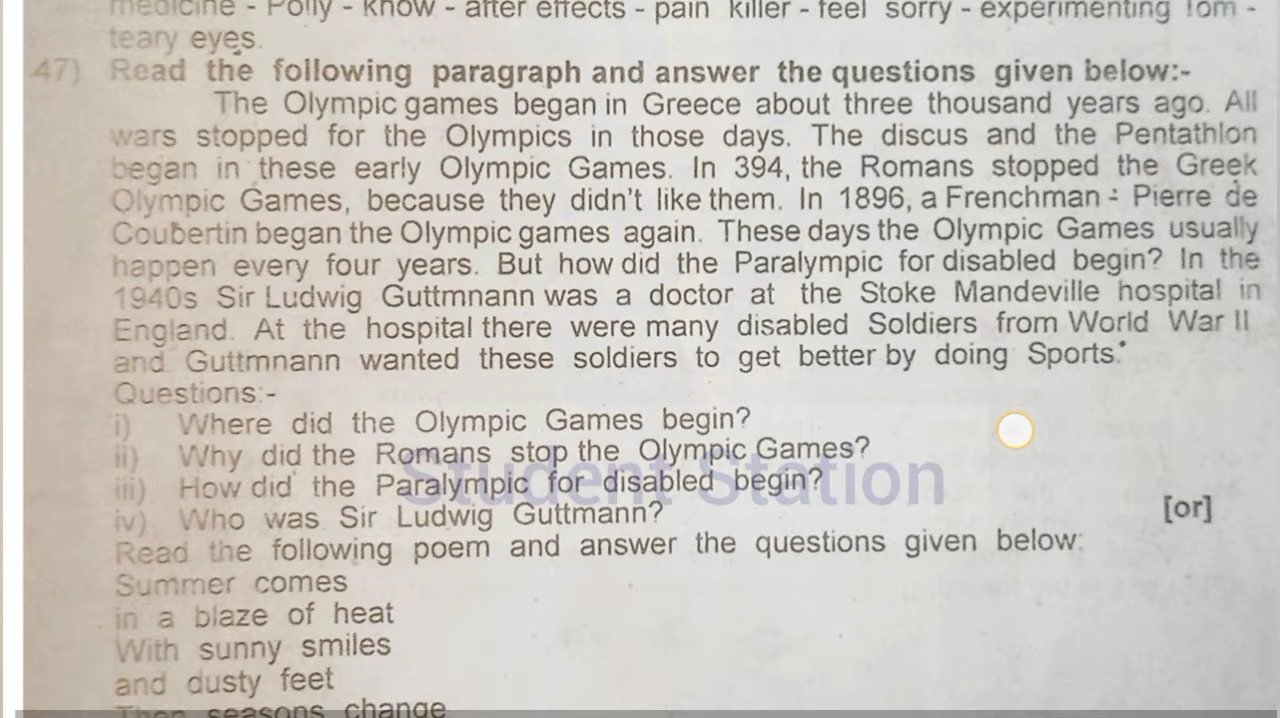 medicine - Polly - know - after effects - pain killer - feel sorry - experimenting Tom -
teary eyes.
47) Read the following paragraph and answer the questions given below:-
The Olympic games began in Greece about three thousand years ago. All
wars stopped for the Olympics in those days. The discus and the Pentathlon
began in these early Olympic Games. In 394, the Romans stopped the Greek
Olympic Games, because they didn't like them. In 1896, a Frenchman - Pierre de
Coubertin began the Olympic games again. These days the Olympic Games usually
happen every four years. But how did the Paralympic for disabled begin? In the
1940s Sir Ludwig Guttmnann was a doctor at the Stoke Mandeville hospital in
England. At the hospital there were many disabled Soldiers from World War II
and Guttmnann wanted these soldiers to get better by doing Sports.
Questions:-
i) Where did the Olympic Games begin?
ii) Why did the Romans stop the Olympic Games?
Student Station
iii) How did the Paralympic for disabled begin?
iv) Who was Sir Ludwig Guttmann?
[or]
Read the following poem and answer the questions given below:
Summer comes
in a blaze of heat
With sunny smiles
and dusty feet
Then seasons change